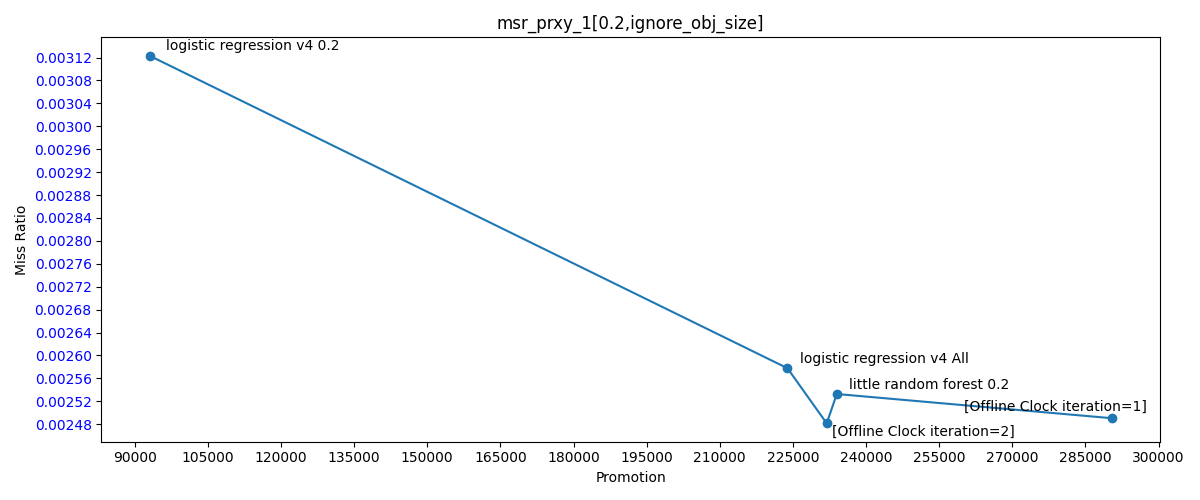 msr_prxy_1[0.2,ignore_obj_size]
logistic regression v4 0.2
0.00312
0.00308
0.00304
0.00300
0.00296
0.00292
0.00288
0.00284
0.00280
0.00276
0.00272
0.00268
0.00264
0.00260
0.00256
0.00252
0.00248
Miss Ratio
logistic regression v4 All
little random forest 0.2
[Offline Clock iteration=1]
[Offline Clock iteration=2]
90000 105000 120000 135000 150000 165000 180000 195000 210000 225000 240000 255000 270000 285000 300000
Promotion